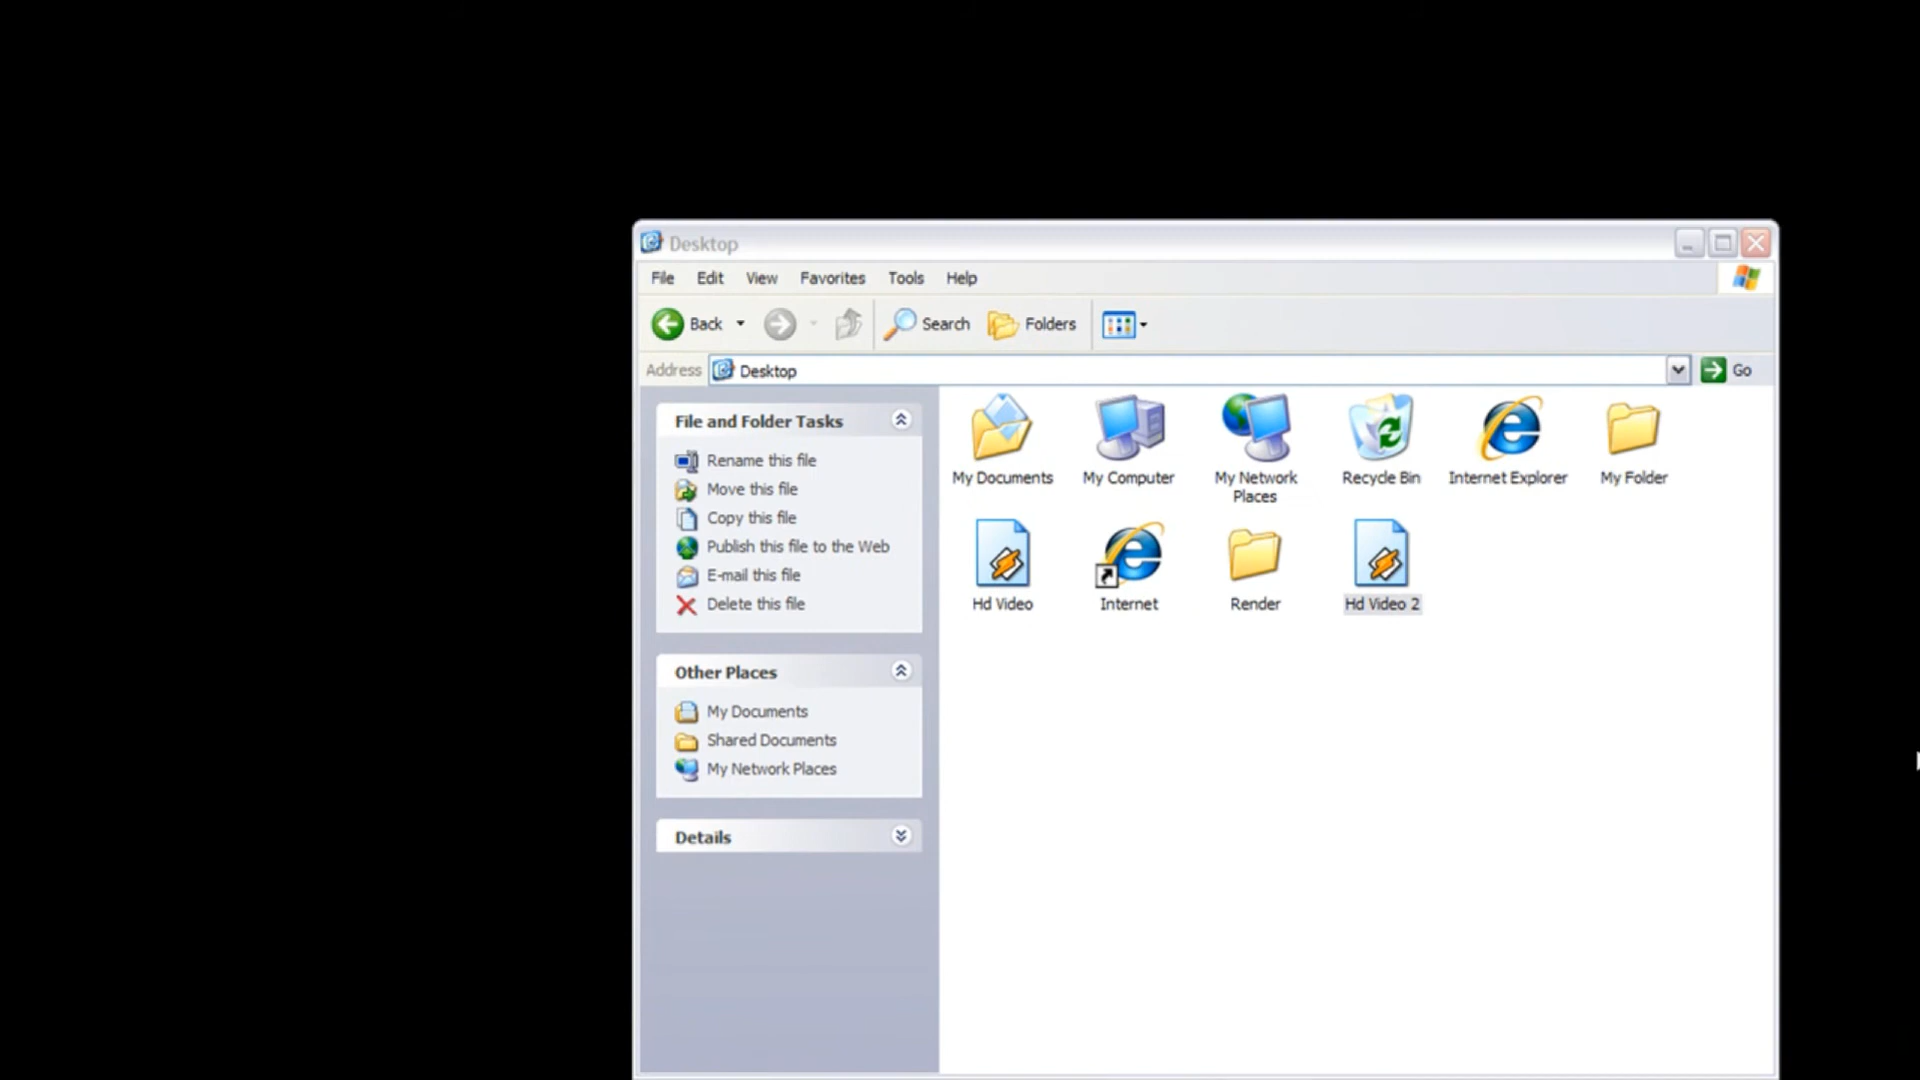 Desktop
File Edit View Favorites Tools Help
Back Search Folders
Address Desktop Go
File and Folder Tasks
Rename this file
Move this file
Copy this file
Publish this file to the Web
E-mail this file
Delete this file
Other Places
My Documents
Shared Documents
My Network Places
Details
My Documents My Computer My Network Places Recycle Bin Internet Explorer My Folder
Hd Video Internet Render Hd Video 2